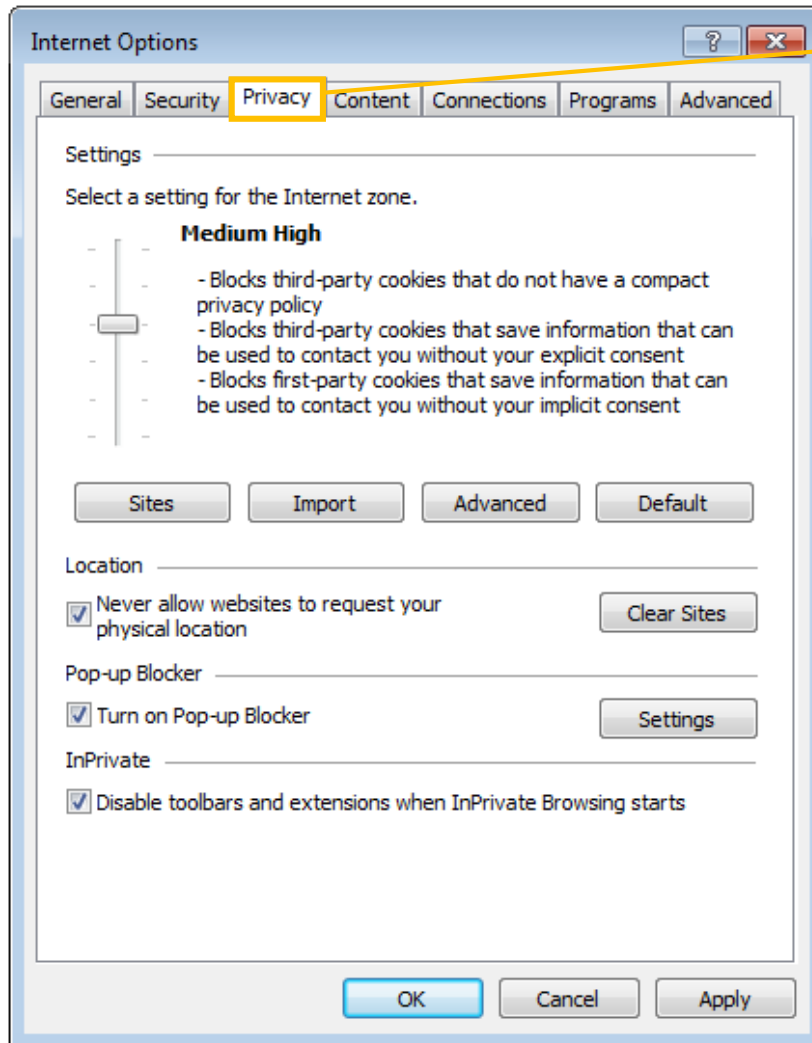 Internet Options
?
General Security Privacy Content Connections Programs Advanced
Settings
Select a setting for the Internet zone.
Medium High
- Blocks third-party cookies that do not have a compact
privacy policy
- Blocks third-party cookies that save information that can
be used to contact you without your explicit consent
- Blocks first-party cookies that save information that can
be used to contact you without your implicit consent
Sites Import Advanced Default
Location
Never allow websites to request your
physical location
Clear Sites
Pop-up Blocker
Turn on Pop-up Blocker
Settings
InPrivate
Disable toolbars and extensions when InPrivate Browsing starts
OK Cancel Apply